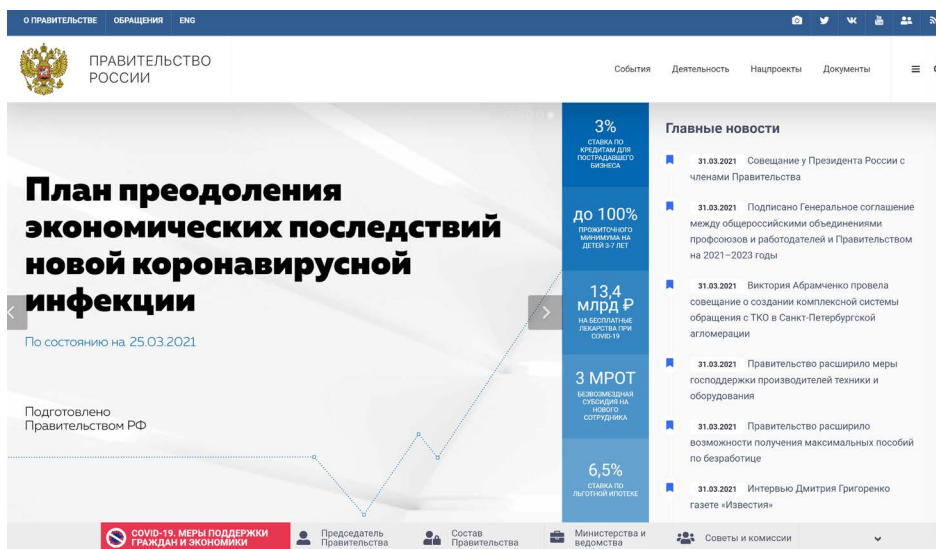 О ПРАВИТЕЛЬСТВЕ ОБРАЩЕНИЯ ENG
ПРАВИТЕЛЬСТВО
РОССИИ
События Деятельность Нацпроекты Документы
План преодоления
экономических последствий
новой коронавирусной
инфекции
По состоянию на 25.03.2021
Подготовлено
Правительством РФ
3%
СТАВКА ПО
КРЕДИТАМ ДЛЯ
ПОСТРАДАВШЕГО
БИЗНЕСА
до 100%
ПРОЖИТОЧНОГО
МИНИМУМА НА
ДЕТЕЙ 3-7 ЛЕТ
13,4
млрд ₽
НА БЕСПЛАТНЫЕ
ЛЕКАРСТВА ПРИ
COVID-19
3 МРОТ
БЕЗВОЗМЕЗДНАЯ
СУБСИДИЯ НА
НОВОГО
СОТРУДНИКА
6,5%
СТАВКА ПО
ЛЬГОТНОЙ ИПОТЕКЕ
Главные новости
31.03.2021 Совещание у Президента России с
членами Правительства
31.03.2021 Подписано Генеральное соглашение
между общероссийскими объединениями
профсоюзов и работодателей и Правительством
на 2021–2023 годы
31.03.2021 Виктория Абрамченко провела
совещание о создании комплексной системы
обращения с ТКО в Санкт-Петербургской
агломерации
31.03.2021 Правительство расширило меры
господдержки производителей техники и
оборудования
31.03.2021 Правительство расширило
возможности получения максимальных пособий
по безработице
31.03.2021 Интервью Дмитрия Григоренко
газете «Известия»
COVID-19. МЕРЫ ПОДДЕРЖКИ
ГРАЖДАН И ЭКОНОМИКИ
Председатель
Правительства
Состав
Правительства
Министерства и
ведомства
Советы и комиссии